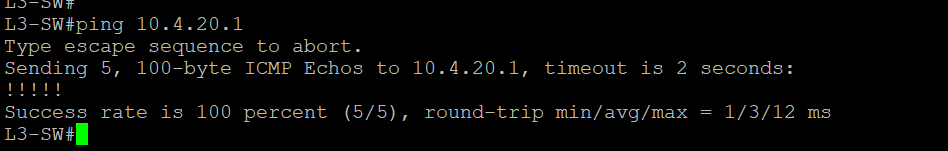 L3-SW#
L3-SW#ping 10.4.20.1
Type escape sequence to abort.
Sending 5, 100-byte ICMP Echos to 10.4.20.1, timeout is 2 seconds:
!!!!!
Success rate is 100 percent (5/5), round-trip min/avg/max = 1/3/12 ms
L3-SW#